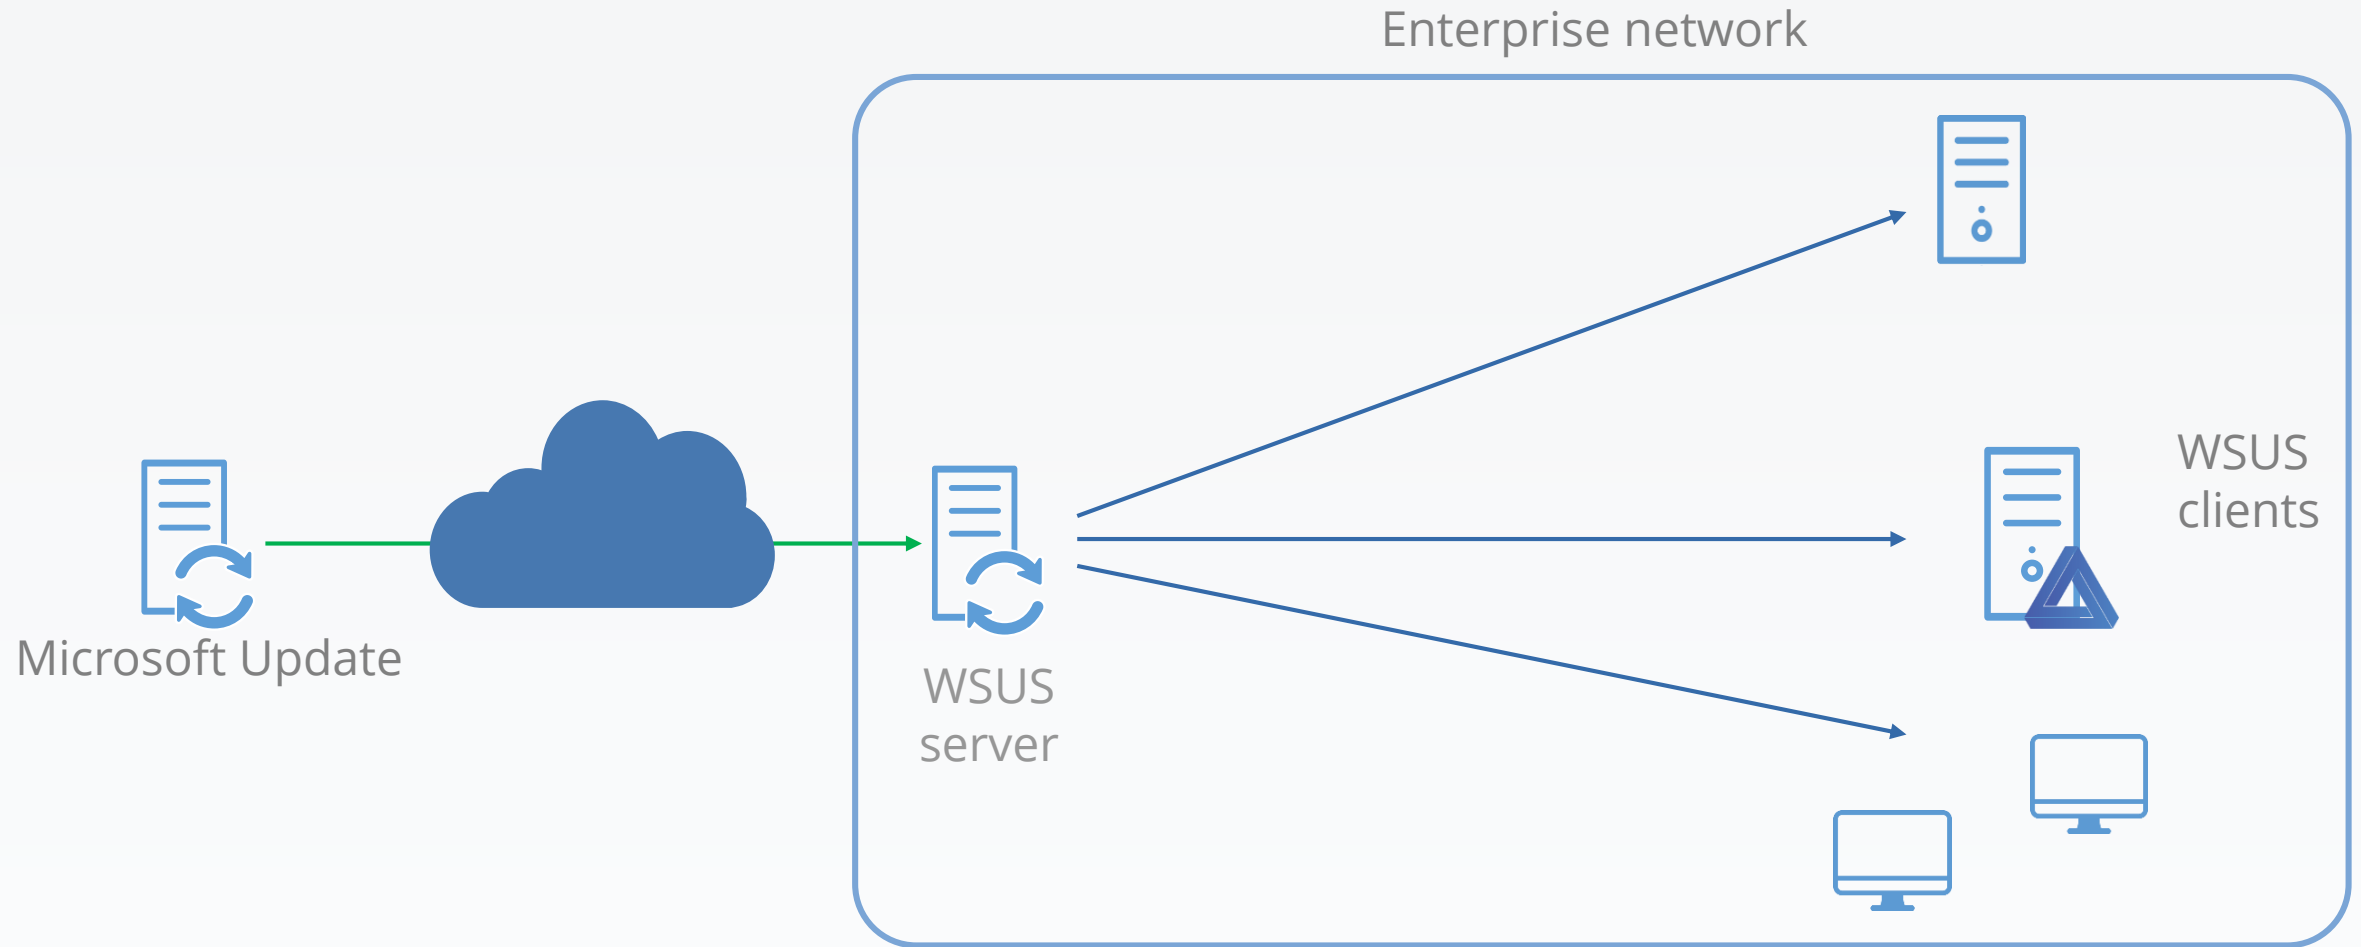 Enterprise network
Microsoft Update
WSUS
server
WSUS
clients